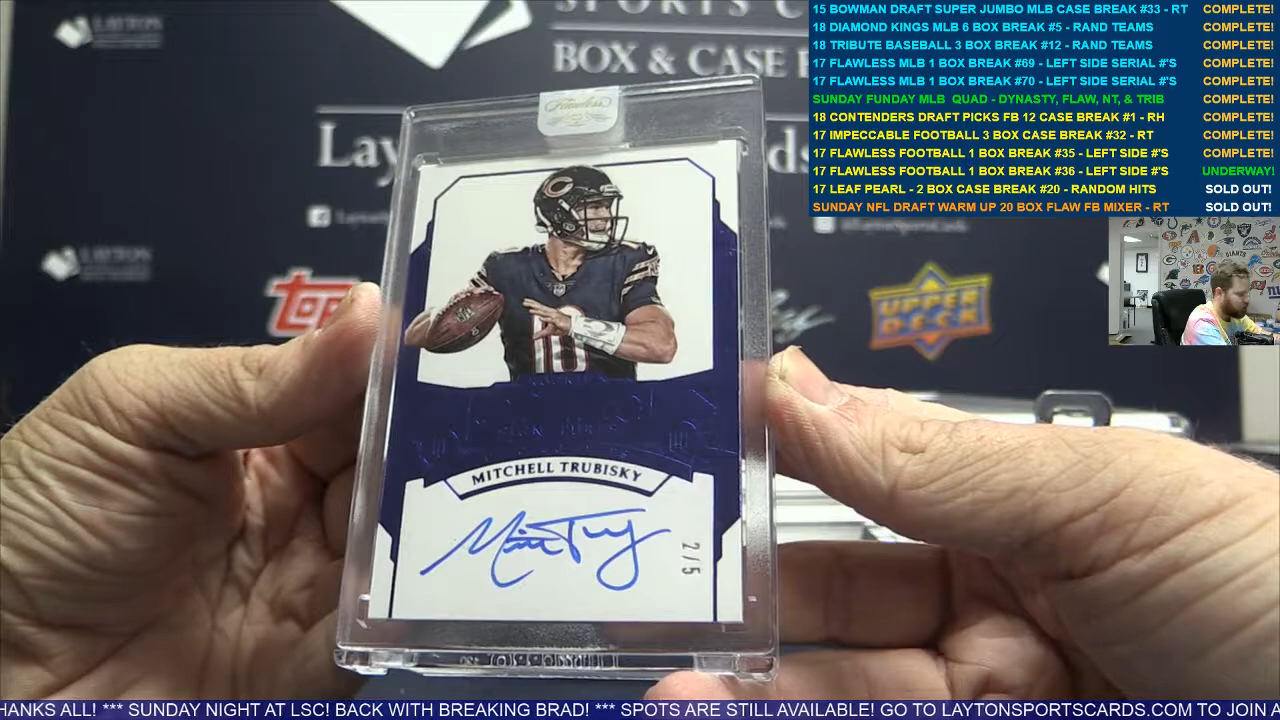 SPORTS C
BOX & CASE
Lay
ds
LAYTON
LAYTON
TOPPS
UPPER
DECK
Flawless
C
10
MITCHELL TRUBISKY
2/5
15 BOWMAN DRAFT SUPER JUMBO MLB CASE BREAK #33 - RT COMPLETE!
18 DIAMOND KINGS MLB 6 BOX BREAK #5 - RAND TEAMS COMPLETE!
18 TRIBUTE BASEBALL 3 BOX BREAK #12 - RAND TEAMS COMPLETE!
17 FLAWLESS MLB 1 BOX BREAK #69 - LEFT SIDE SERIAL #'S COMPLETE!
17 FLAWLESS MLB 1 BOX BREAK #70 - LEFT SIDE SERIAL #'S COMPLETE!
SUNDAY FUNDAY MLB QUAD - DYNASTY, FLAW, NT, & TRIB COMPLETE!
18 CONTENDERS DRAFT PICKS FB 12 CASE BREAK #1 - RH COMPLETE!
17 IMPECCABLE FOOTBALL 3 BOX CASE BREAK #32 - RT COMPLETE!
17 FLAWLESS FOOTBALL 1 BOX BREAK #35 - LEFT SIDE #'S COMPLETE!
17 FLAWLESS FOOTBALL 1 BOX BREAK #36 - LEFT SIDE #'S UNDERWAY!
17 LEAF PEARL - 2 BOX CASE BREAK #20 - RANDOM HITS SOLD OUT!
SUNDAY NFL DRAFT WARM UP 20 BOX FLAW FB MIXER - RT SOLD OUT!
HANKS ALL! *** SUNDAY NIGHT AT LSC! BACK WITH BREAKING BRAD! *** SPOTS ARE STILL AVAILABLE! GO TO LAYTONSPORTSCARDS.COM TO JOIN A